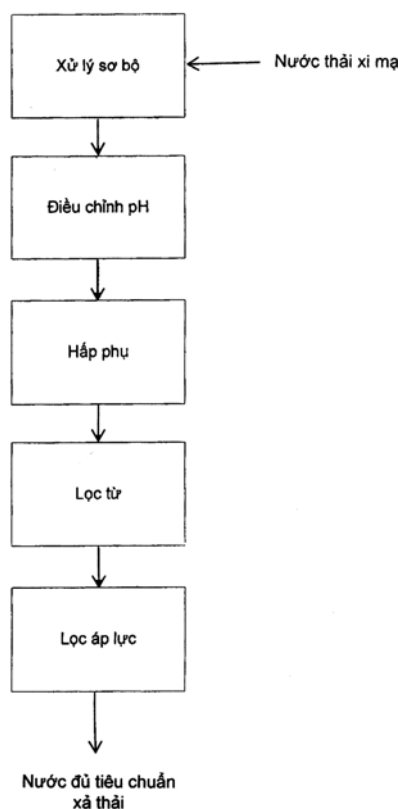 Xử lý sơ bộ
Nước thải xi mạ
Điều chỉnh pH
Hấp phụ
Lọc từ
Lọc áp lực
Nước đủ tiêu chuẩn
xả thải